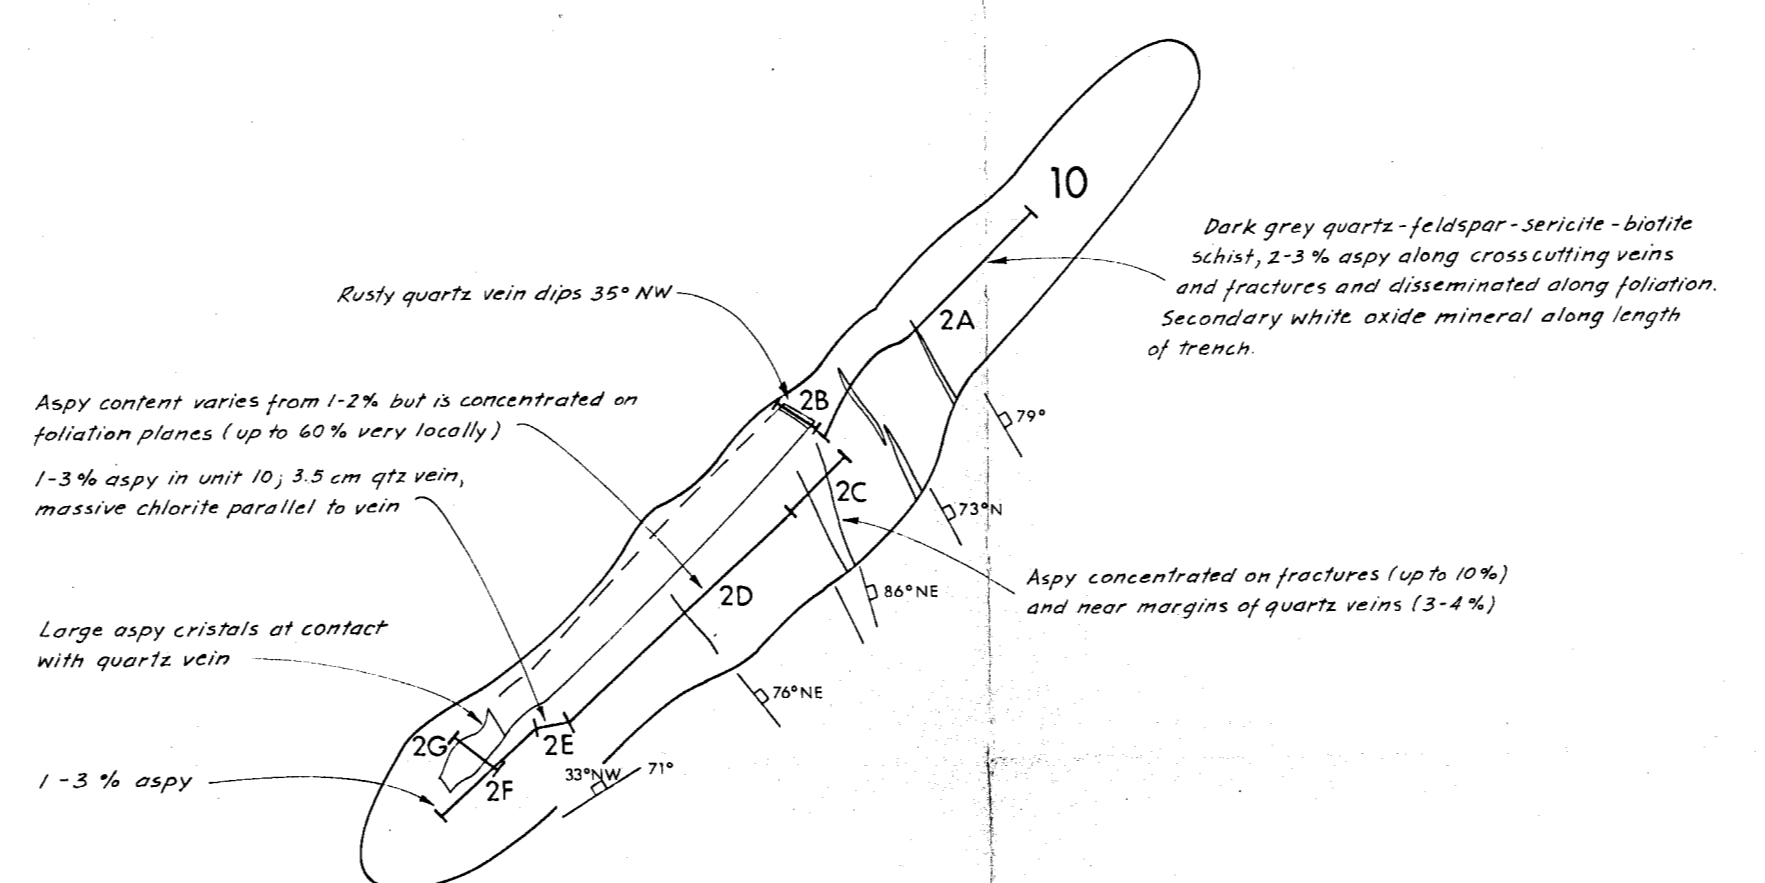 10
Dark grey quartz-feldspar-sericite-biotite
schist, 2-3% aspy along crosscutting veins
and fractures and disseminated along foliation.
Secondary white oxide mineral along length
of trench.
Rusty quartz vein dips 35° NW
2A
2B
79°
Aspy content varies from 1-2% but is concentrated on
foliation planes (up to 60% very locally)
1-3% aspy in unit 10; 3.5 cm qtz vein,
massive chlorite parallel to vein
2C
73°N
Aspy concentrated on fractures (up to 10%)
and near margins of quartz veins (3-4%)
86°NE
2D
Large aspy cristals at contact
with quartz vein
76°NE
2G
2E
33°NW
71°
1-3% aspy
2F